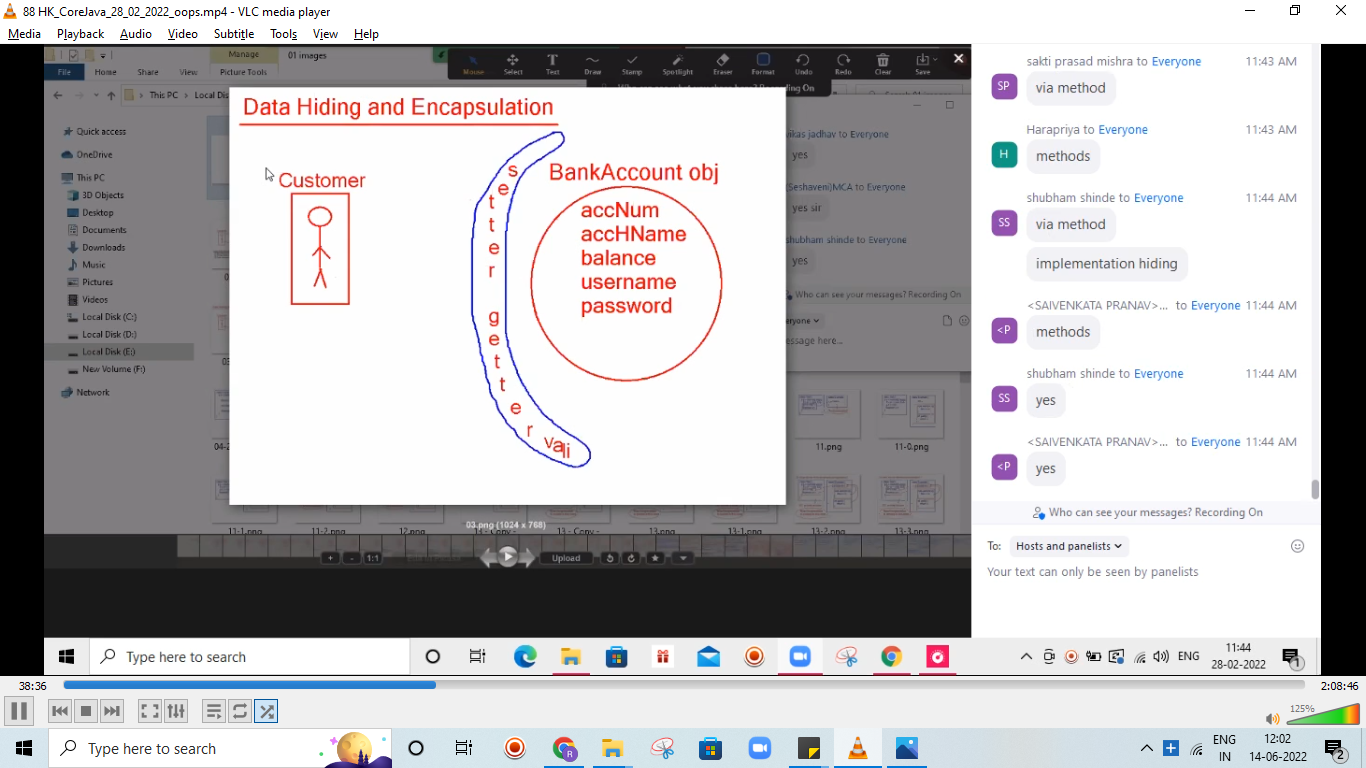 88 HK_CoreJava_28_02_2022_oops.mp4 - VLC media player
Media Playback Audio Video Subtitle Tools View Help
Manage
01 images
File Home Share View Picture Tools
Mouse Select Text Draw Stamp Spotlight Eraser Format Undo Redo Clear Save
This PC
Quick access
OneDrive
This PC
3D Objects
Desktop
Documents
Downloads
Music
Pictures
Videos
Local Disk (C:)
Local Disk (D:)
Local Disk (E:)
New Volume (F:)
Network
Data Hiding and Encapsulation
Customer
setter getter vali
BankAccount obj
accNum
accHName
balance
username
password
vikas jadhav to Everyone
yes
(Seshaveni)MCA to Everyone
yes sir
shubham shinde to Everyone
yes
Who can see your messages? Recording On
11.png 11-0.png
11-1.png 11-2.png 12.png 13.png 13-1.png 13-2.png 13-3.png
03.png (1024 x 768)
+ - 1:1 Upload
sakti prasad mishra to Everyone 11:43 AM
SP via method
Harapriya to Everyone 11:43 AM
H methods
shubham shinde to Everyone 11:44 AM
SS via method
implementation hiding
<SAIVENKATA PRANAV>... to Everyone 11:44 AM
<P methods
shubham shinde to Everyone 11:44 AM
SS yes
<SAIVENKATA PRANAV>... to Everyone 11:44 AM
<P yes
Who can see your messages? Recording On
To: Hosts and panelists
Your text can only be seen by panelists
Type here to search
ENG
11:44
28-02-2022
1
38:36
2:08:46
125%
Type here to search
R
ENG
IN
12:02
14-06-2022
2